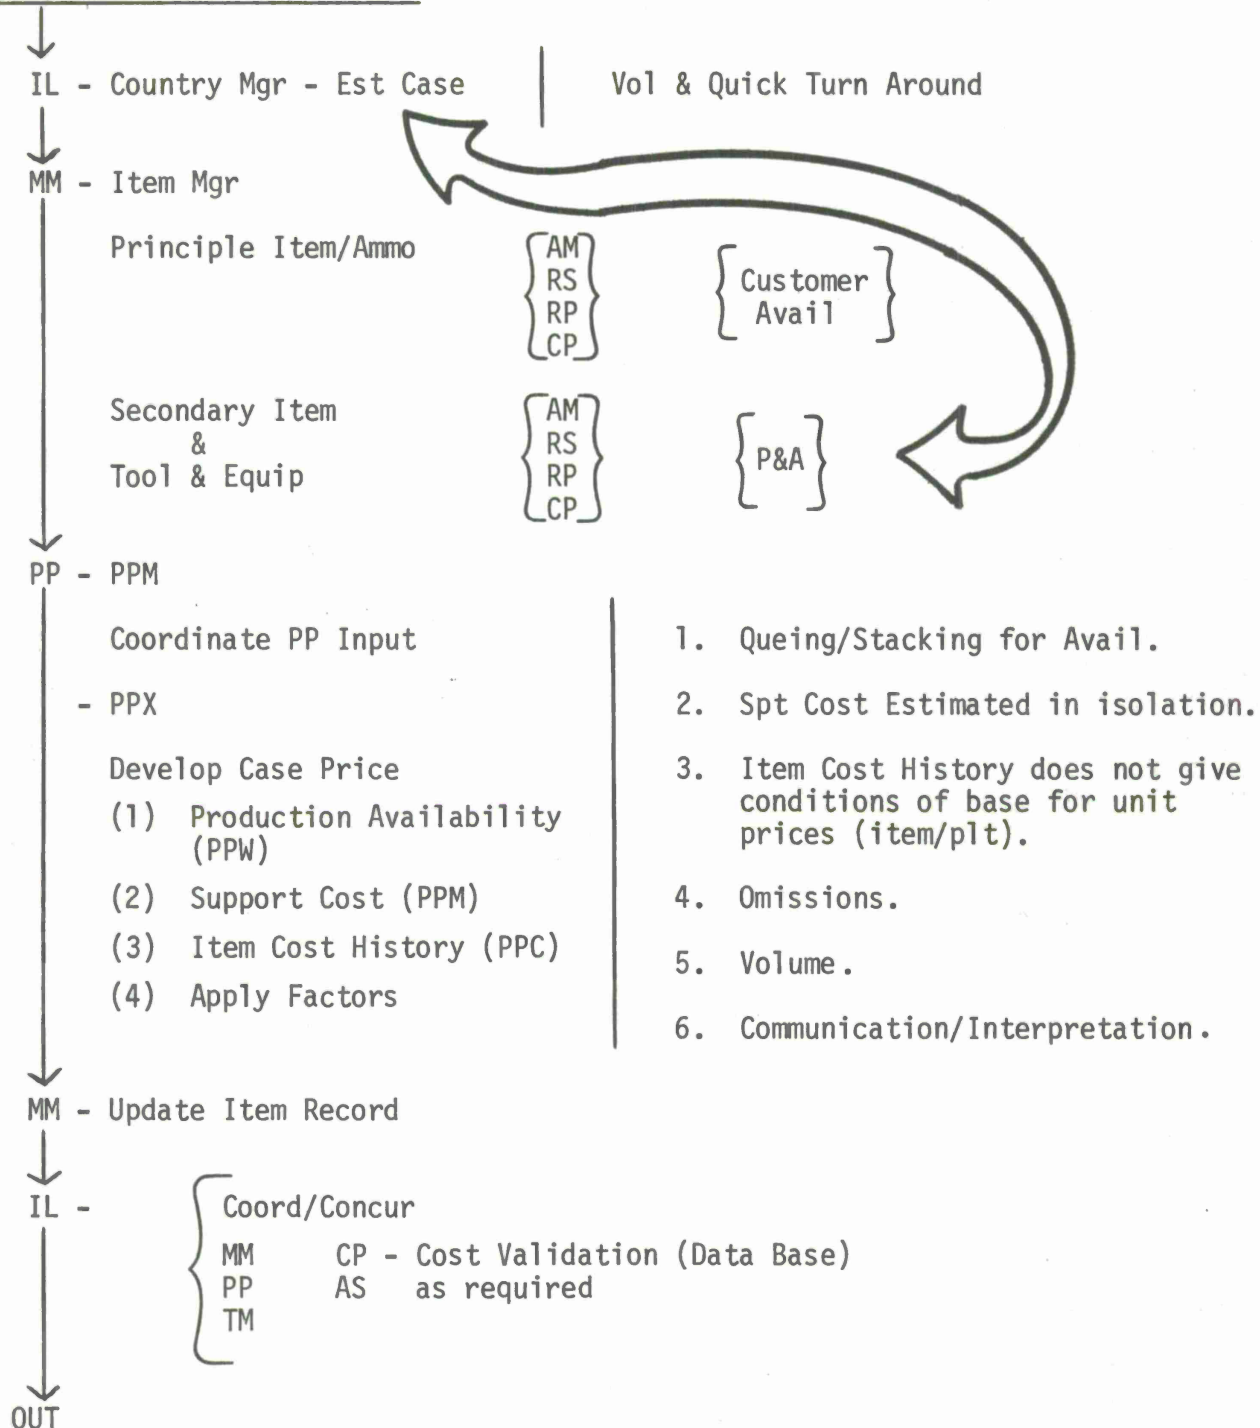 IL - Country Mgr - Est Case
Vol & Quick Turn Around
MM - Item Mgr
Principle Item/Ammo
AM
RS
RP
CP
Customer
Avail
Secondary Item
&
Tool & Equip
AM
RS
RP
CP
P&A
PP - PPM
Coordinate PP Input
- PPX
Develop Case Price
(1) Production Availability
(PPW)
(2) Support Cost (PPM)
(3) Item Cost History (PPC)
(4) Apply Factors
1. Queing/Stacking for Avail.
2. Spt Cost Estimated in isolation.
3. Item Cost History does not give
conditions of base for unit
prices (item/plt).
4. Omissions.
5. Volume.
6. Communication/Interpretation.
MM - Update Item Record
IL -
Coord/Concur
MM CP - Cost Validation (Data Base)
PP AS as required
TM
OUT